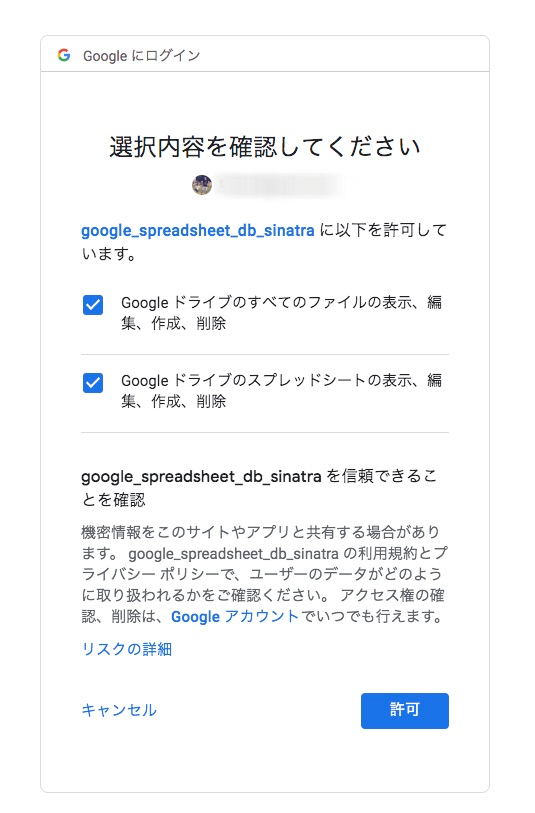 Google にログイン
選択内容を確認してください
google_spreadsheet_db_sinatra に以下を許可して
います。
Google ドライブのすべてのファイルの表示、編
集、作成、削除
Google ドライブのスプレッドシートの表示、編
集、作成、削除
google_spreadsheet_db_sinatra を信頼できるこ
とを確認
機密情報をこのサイトやアプリと共有する場合があり
ます。 google_spreadsheet_db_sinatra の利用規約とプ
ライバシー ポリシーで、ユーザーのデータがどのよう
に取り扱われるかをご確認ください。 アクセス権の確
認、削除は、Google アカウントでいつでも行えます。
リスクの詳細
キャンセル
許可